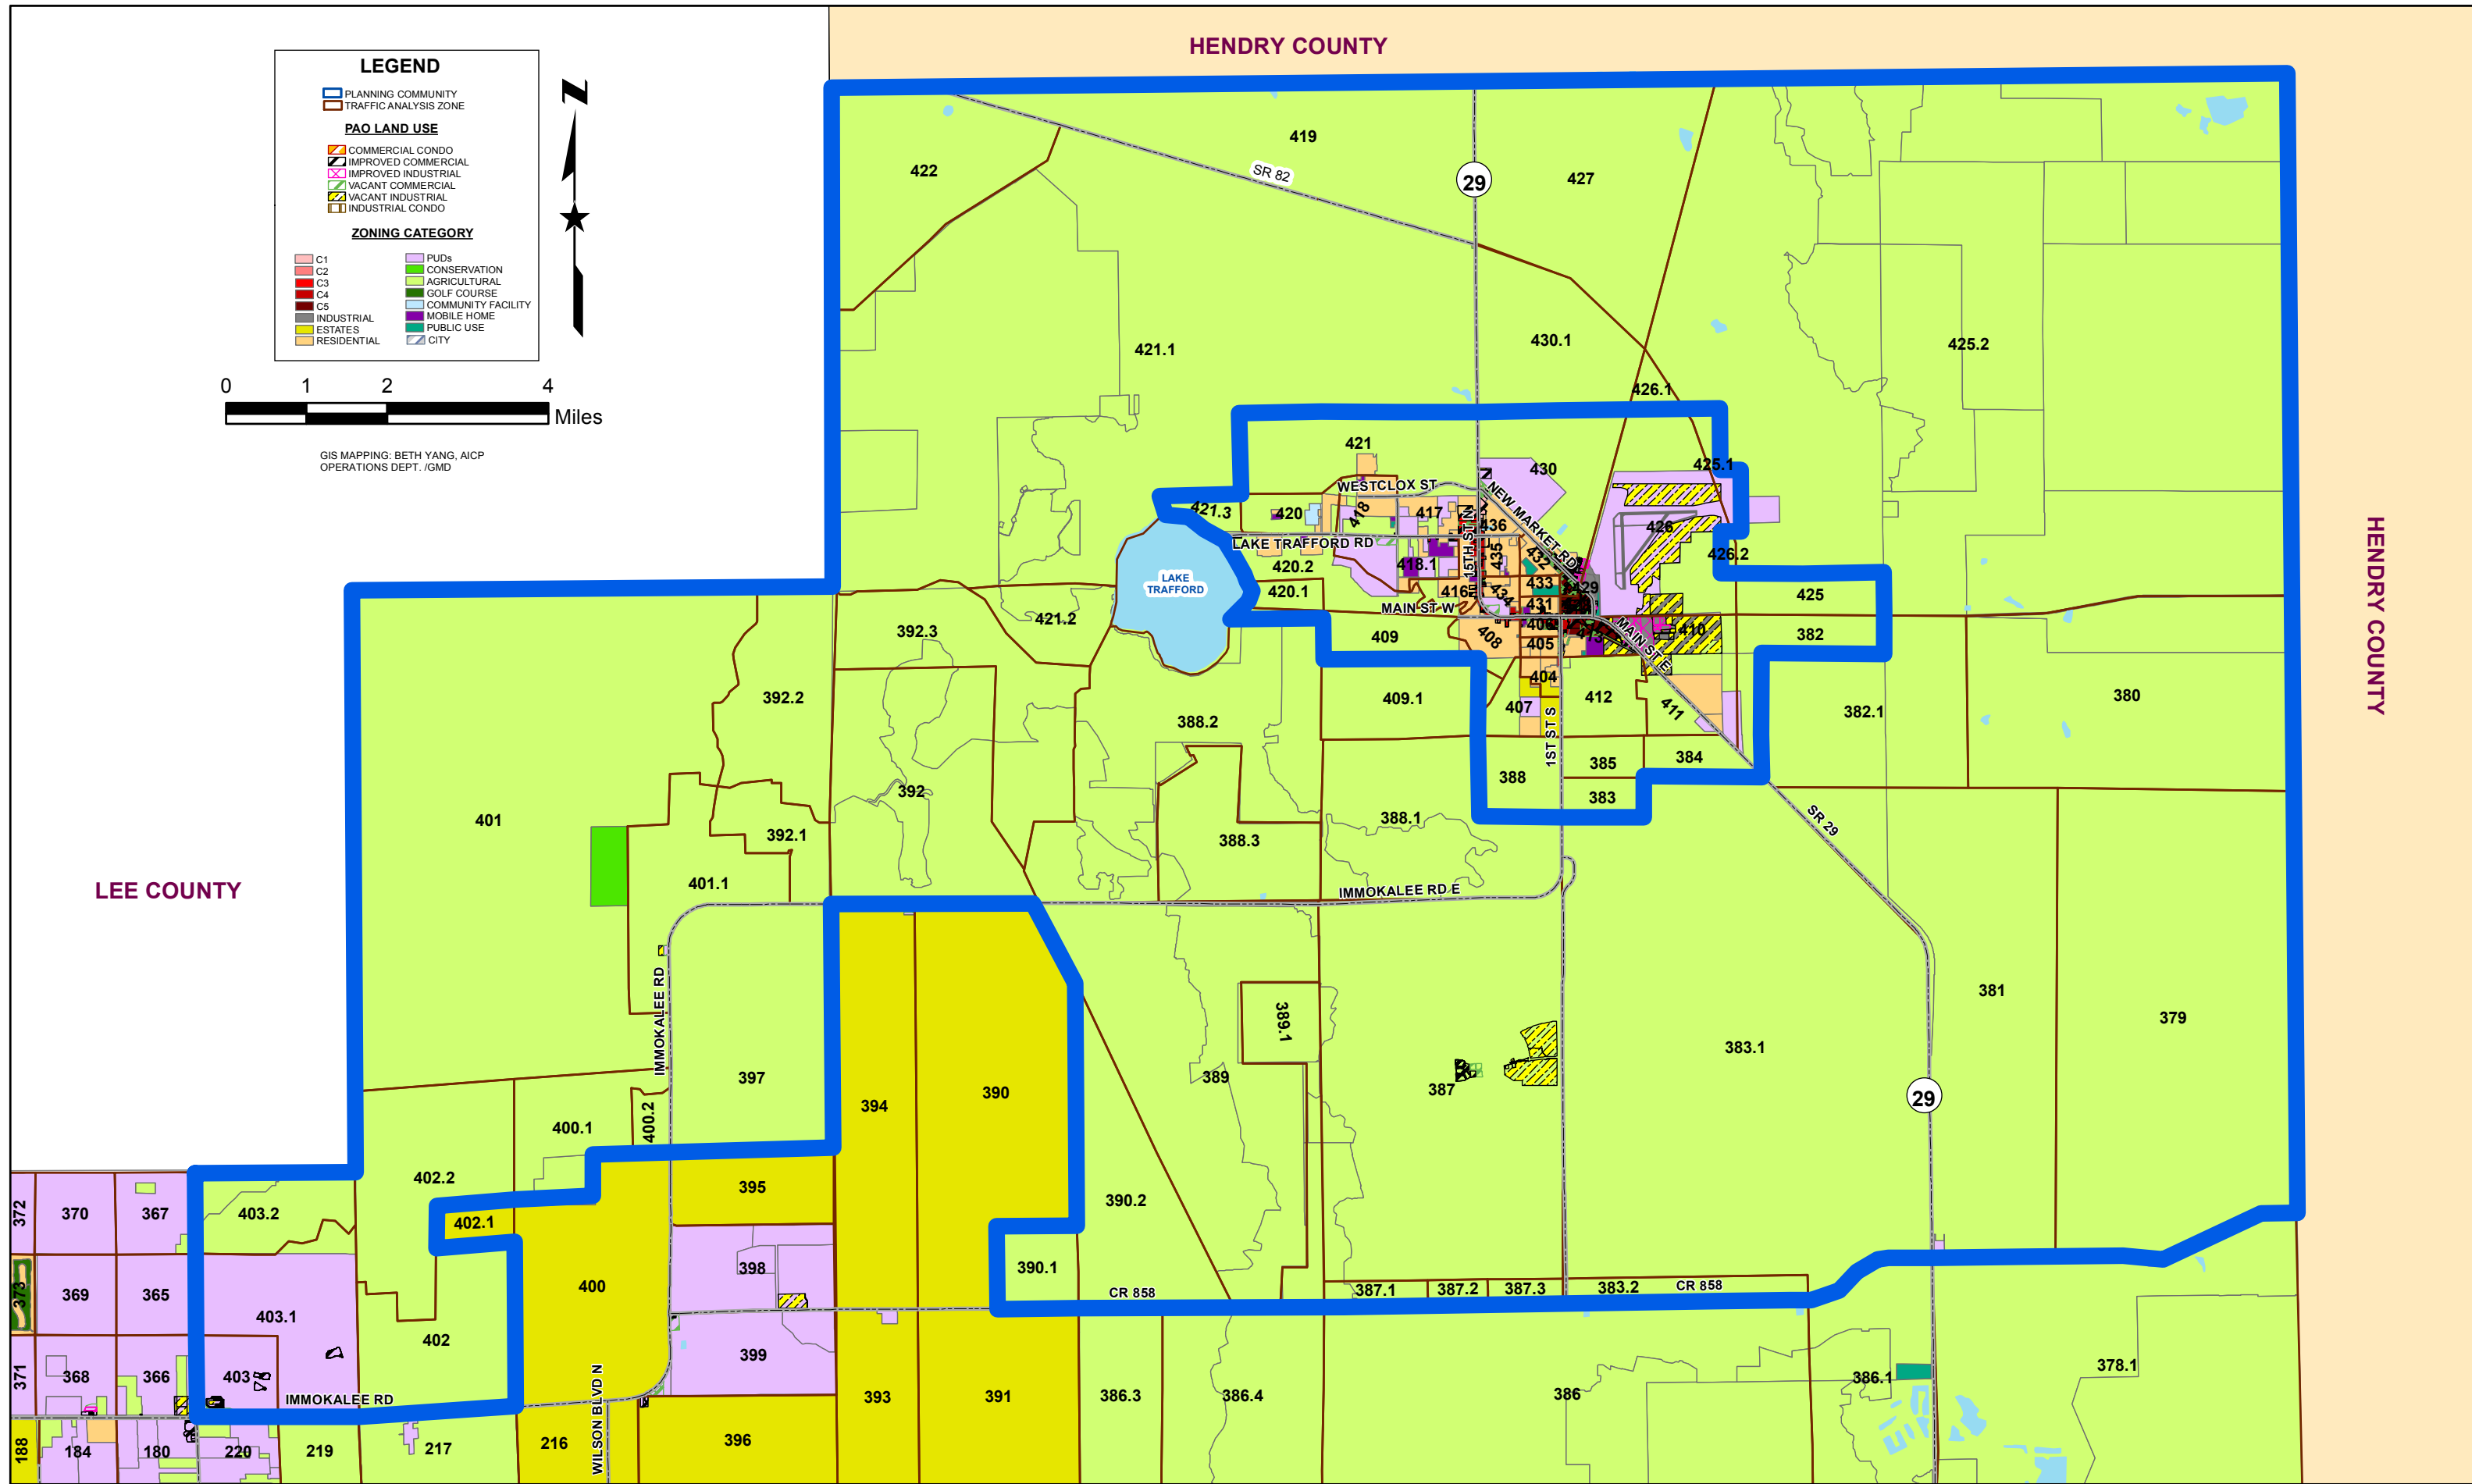 HENDRY COUNTY
LEGEND
PLANNING COMMUNITY
TRAFFIC ANALYSIS ZONE
PAO LAND USE
COMMERCIAL CONDO
IMPROVED COMMERCIAL
IMPROVED INDUSTRIAL
VACANT COMMERCIAL
VACANT INDUSTRIAL
INDUSTRIAL CONDO
ZONING CATEGORY
C1
C2
C3
C4
C5
INDUSTRIAL
ESTATES
RESIDENTIAL
PUDs
CONSERVATION
AGRICULTURAL
GOLF COURSE
COMMUNITY FACILITY
MOBILE HOME
PUBLIC USE
CITY
N
0 1 2 4
Miles
GIS MAPPING: BETH YANG, AICP
OPERATIONS DEPT. /GMD
419
422
SR 82
29
427
421.1
430.1
425.2
426.1
421
430
425.1
WESTCLOX ST
NEW MARKET RD
421.3
420
418
417
436
426
LAKE TRAFFORD RD
15TH ST N
435
432
426.2
HENDRY COUNTY
420.2
418.1
LAKE
TRAFFORD
420.1
416
434
433
429
425
MAIN ST W
431
421.2
392.3
409
408
406
405
413
MAIN ST E
410
382
404
392.2
388.2
409.1
407
412
411
382.1
380
1ST ST S
388
385
384
383
401
392
392.1
388.1
388.3
SR 29
LEE COUNTY
401.1
IMMOKALEE RD E
IMMOKALEE RD
389.1
381
379
383.1
397
394
390
389
387
29
400.1
400.2
402.2
395
390.2
372
370
367
403.2
402.1
398
390.1
400
373
369
365
403.1
CR 858
387.1
387.2
387.3
383.2
CR 858
402
399
371
368
366
403
IMMOKALEE RD
393
391
386.3
386.4
386
386.1
378.1
188
184
180
220
219
217
216
WILSON BLVD N
396